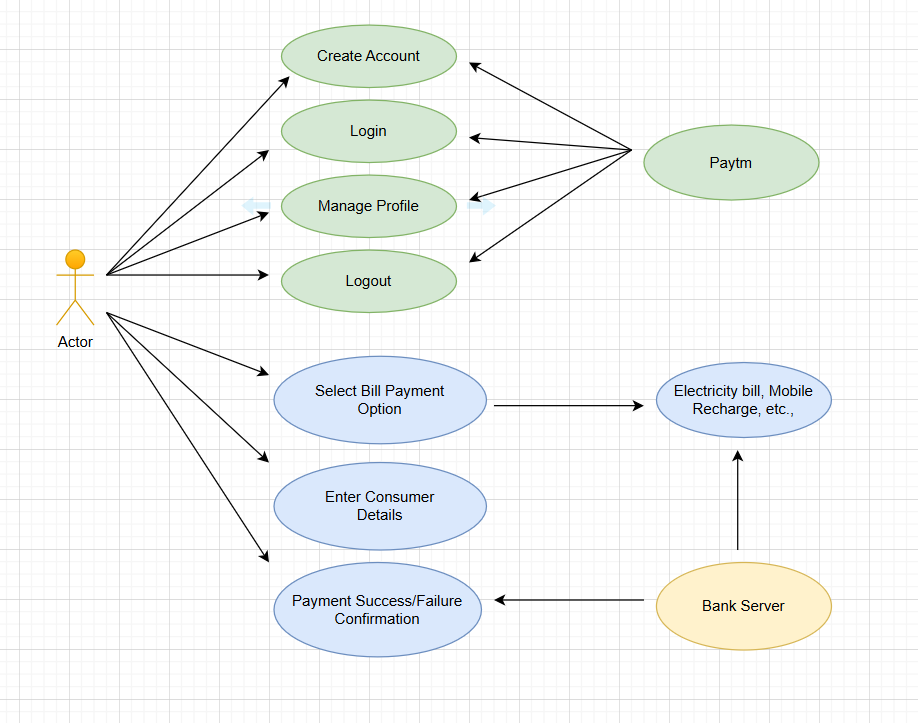 Create Account
Login
Paytm
Manage Profile
Logout
Actor
Select Bill Payment
Option
Electricity bill, Mobile
Recharge, etc.,
Enter Consumer
Details
Payment Success/Failure
Confirmation
Bank Server